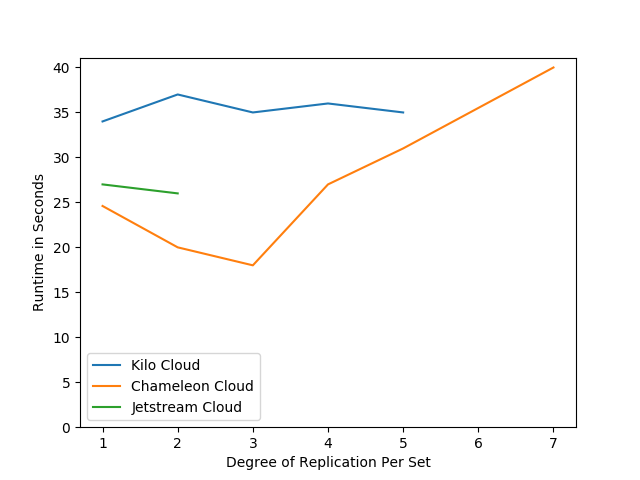 40
35
30
25
20
15
10
5
0
Runtime in Seconds
Kilo Cloud
Chameleon Cloud
Jetstream Cloud
1 2 3 4 5 6 7
Degree of Replication Per Set